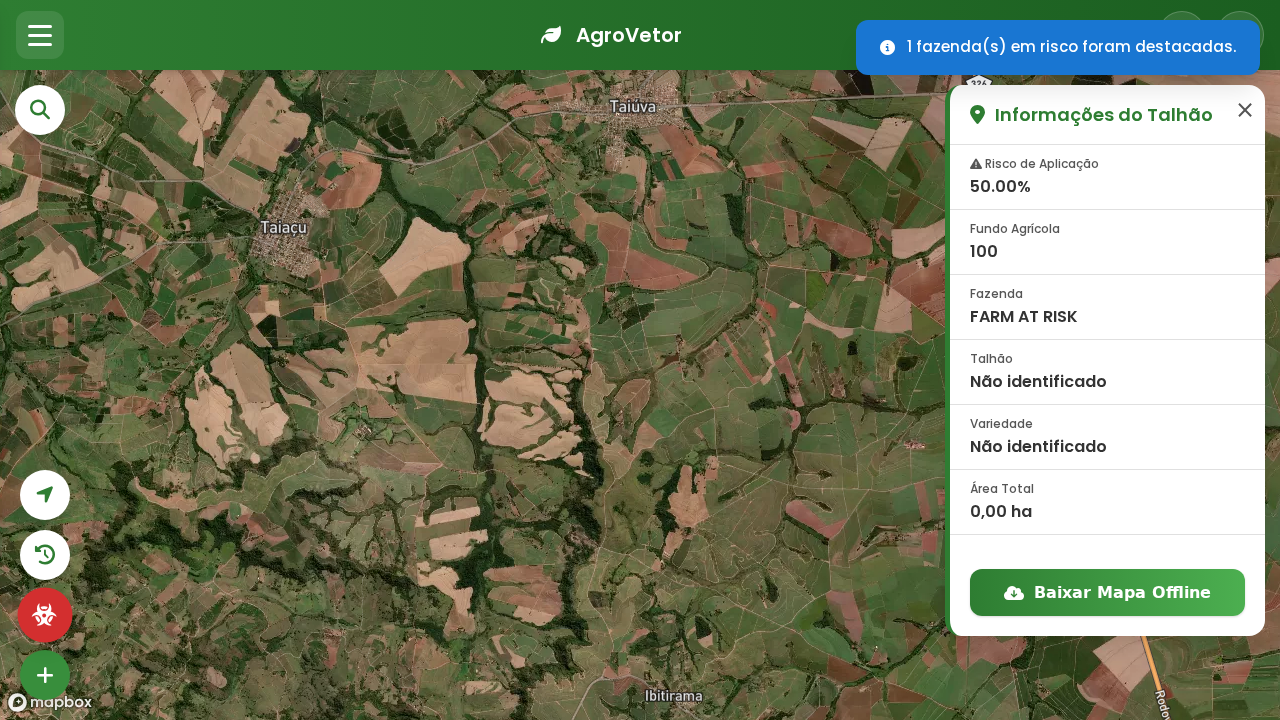 AgroVetor
1 fazenda(s) em risco foram destacadas.
326
Taiúva
Taiaçu
Informações do Talhão
Risco de Aplicação
50.00%
Fundo Agrícola
100
Fazenda
FARM AT RISK
Talhão
Não identificado
Variedade
Não identificado
Área Total
0,00 ha
Baixar Mapa Offline
mapbox
Ibitirama
Rodov